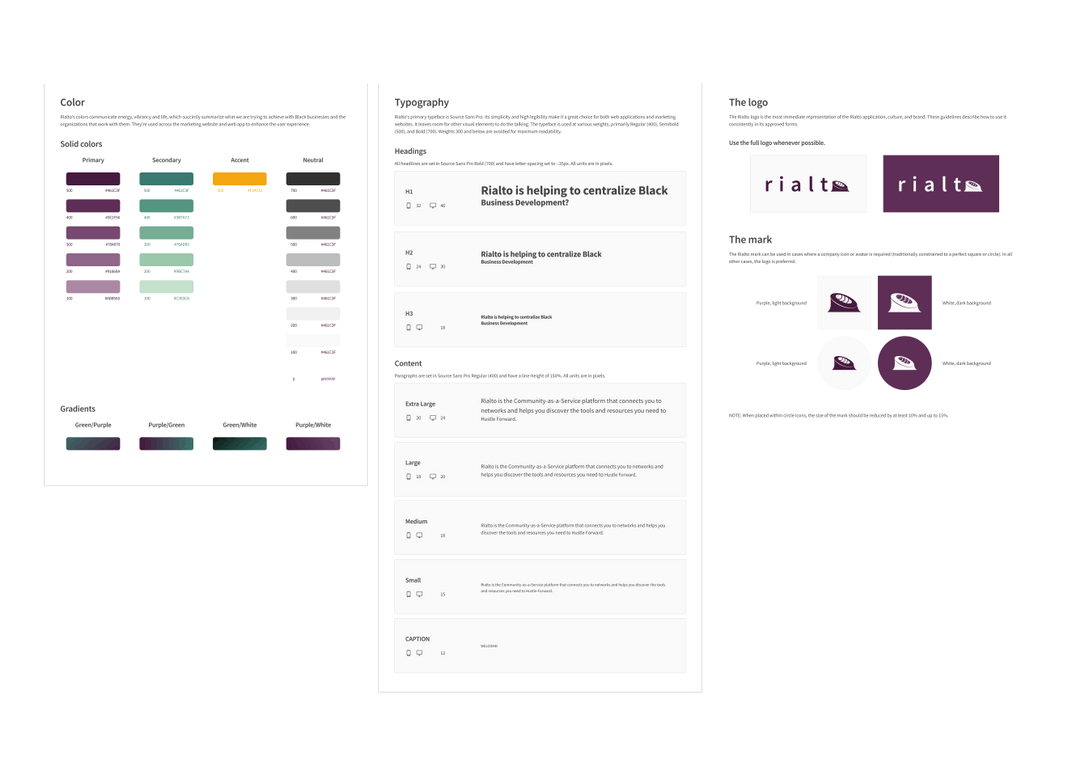 Color
Rialto's colors communicate energy, vibrancy and life, which succintly summarize what we are trying to achieve with Black businesses and the
organizations that work with them. They're used across the marketing website and web app to enhance the user experience.
Solid colors
Primary
Secondary
Accent
Neutral
500 #461C3F
500 #461C3F
700 #461C3F
400
400
600 #461C3F
300
300
500 #461C3F
200
200
400 #461C3F
100
100
300 #461C3F
200 #461C3F
100 #461C3F
0 #FFFFFF
Gradients
Green/Purple
Purple/Green
Green/White
Purple/White
Typography
Rialto's primary typeface is Source Sans Pro. Its simplicity and high legibility make it a great choice for both web applications and marketing
websites. It leaves room for other visual elements to do the talking. The typeface is used at various weights, primarily Regular (400), Semibold
(600), and Bold (700). Weights 300 and below are avoided for maximum readability.
Headings
All headlines are set in Source Sans Pro Bold (700) and have letter-spacing set to -.25px. All units are in pixels.
H1
Rialto is helping to centralize Black
Business Development?
32 46
H2
Rialto is helping to centralize Black
Business Development
24 30
H3
Rialto is helping to centralize Black
Business Development
18
Content
Paragraphs are set in Source Sans Pro Regular (400) and have a line height of 150%. All units are in pixels.
Extra Large
Rialto is the Community-as-a-Service platform that connects you to
networks and helps you discover the tools and resources you need to
Hustle Forward.
20 24
Large
Rialto is the Community-as-a-Service platform that connects you to networks and
helps you discover the tools and resources you need to Hustle Forward.
18 20
Medium
Rialto is the Community-as-a-Service platform that connects you to networks and helps you
discover the tools and resources you need to Hustle Forward.
18
Small
Rialto is the Community-as-a-Service platform that connects you to networks and helps you discover the tools
and resources you need to Hustle Forward.
15
CAPTION
WELCOME
12
The logo
The Rialto logo is the most immediate representation of the Rialto application, culture, and brand. These guidelines describe how to use it
consistently in its approved forms.
Use the full logo whenever possible.
rialt
rialt
The mark
The Rialto mark can be used in cases where a company icon or avatar is required (traditionally constrained to a perfect square or circle). In all
other cases, the logo is preferred.
Purple, light background
White, dark background
Purple, light background
White, dark background
NOTE: When placed within circle icons, the size of the mark should be reduced by at least 10% and up to 15%.